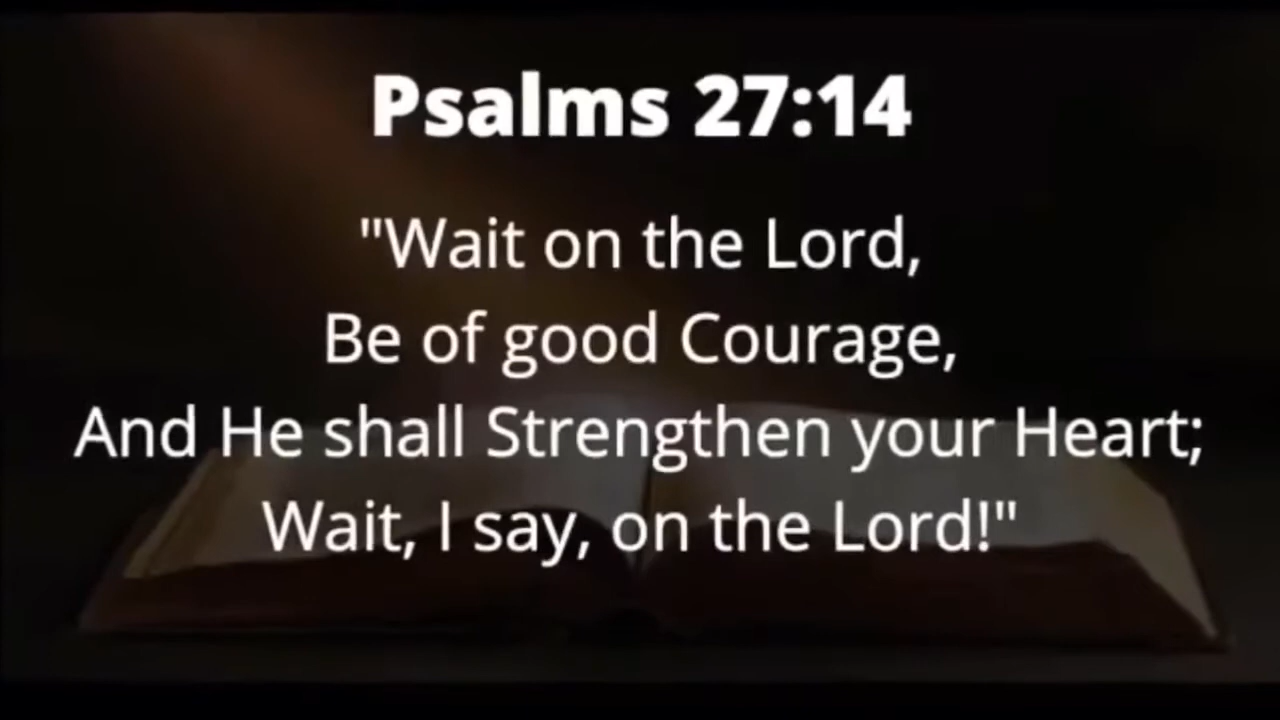 Psalms 27:14
"Wait on the Lord,
Be of good Courage,
And He shall Strengthen your Heart;
Wait, I say, on the Lord!"